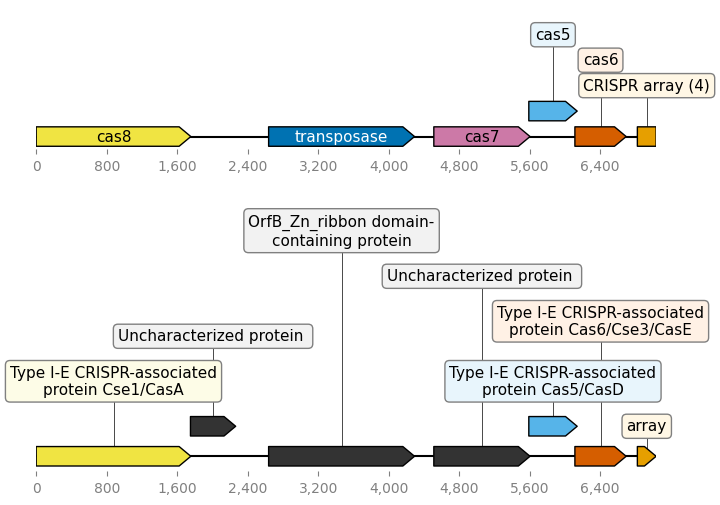 cas5
cas6
CRISPR array (4)
cas8
transposase
cas7
0 800 1,600 2,400 3,200 4,000 4,800 5,600 6,400
OrfB_Zn_ribbon domain-
containing protein
Uncharacterized protein
Type I-E CRISPR-associated
protein Cas6/Cse3/CasE
Uncharacterized protein
Type I-E CRISPR-associated
protein Cse1/CasA
Type I-E CRISPR-associated
protein Cas5/CasD
array
0 800 1,600 2,400 3,200 4,000 4,800 5,600 6,400